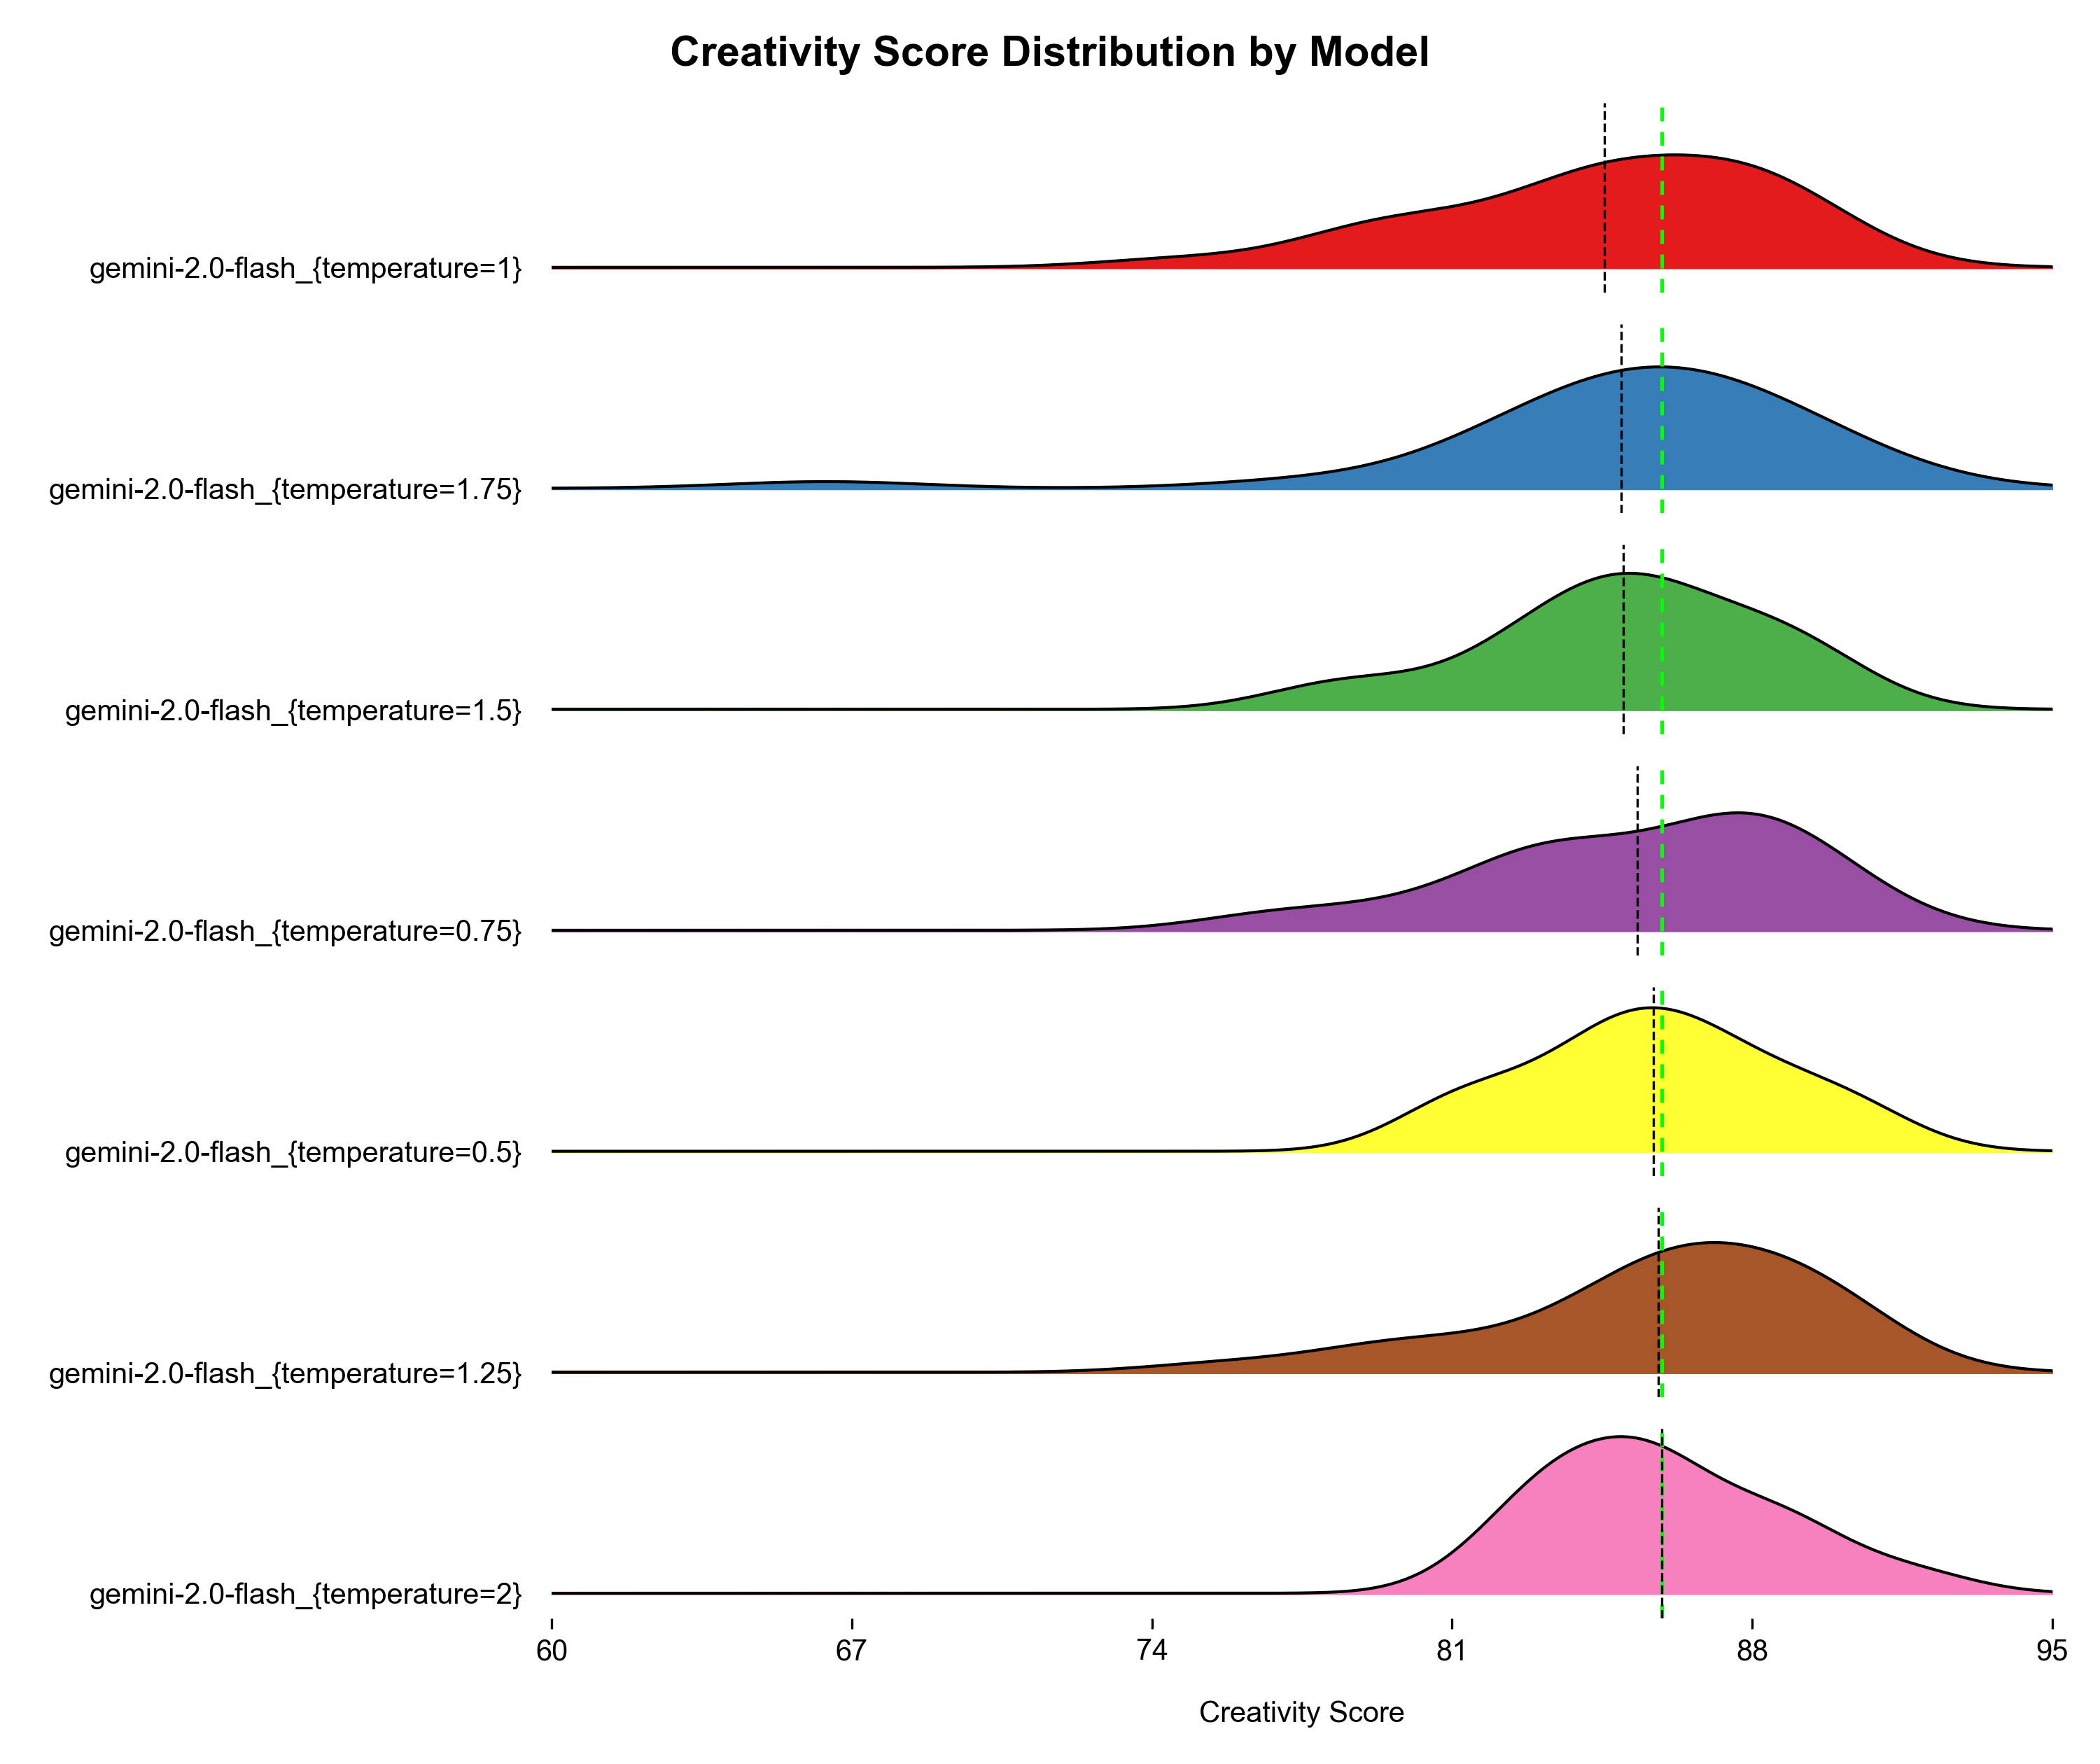 Creativity Score Distribution by Model
gemini-2.0-flash_{temperature=1}
gemini-2.0-flash_{temperature=1.75}
gemini-2.0-flash_{temperature=1.5}
gemini-2.0-flash_{temperature=0.75}
gemini-2.0-flash_{temperature=0.5}
gemini-2.0-flash_{temperature=1.25}
gemini-2.0-flash_{temperature=2}
60 67 74 81 88 95
Creativity Score